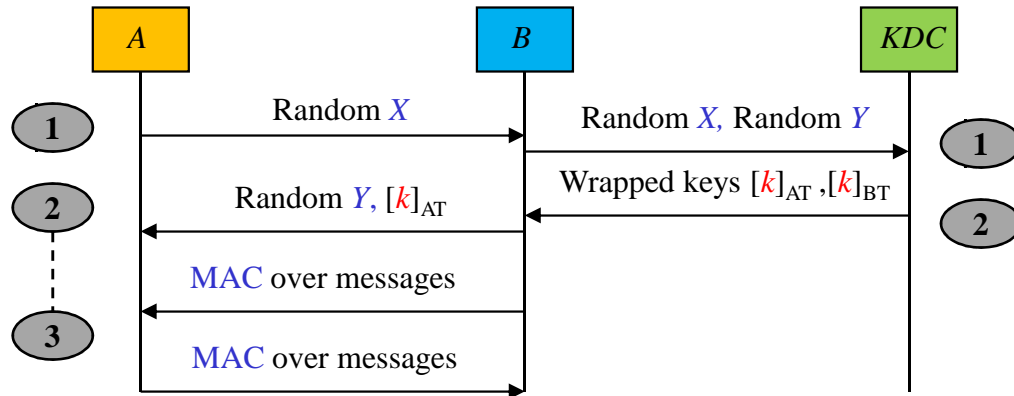 A
B
KDC
1
Random X
Random X, Random Y
1
2
Random Y, [k]AT
Wrapped keys [k]AT ,[k]BT
2
MAC over messages
3
MAC over messages